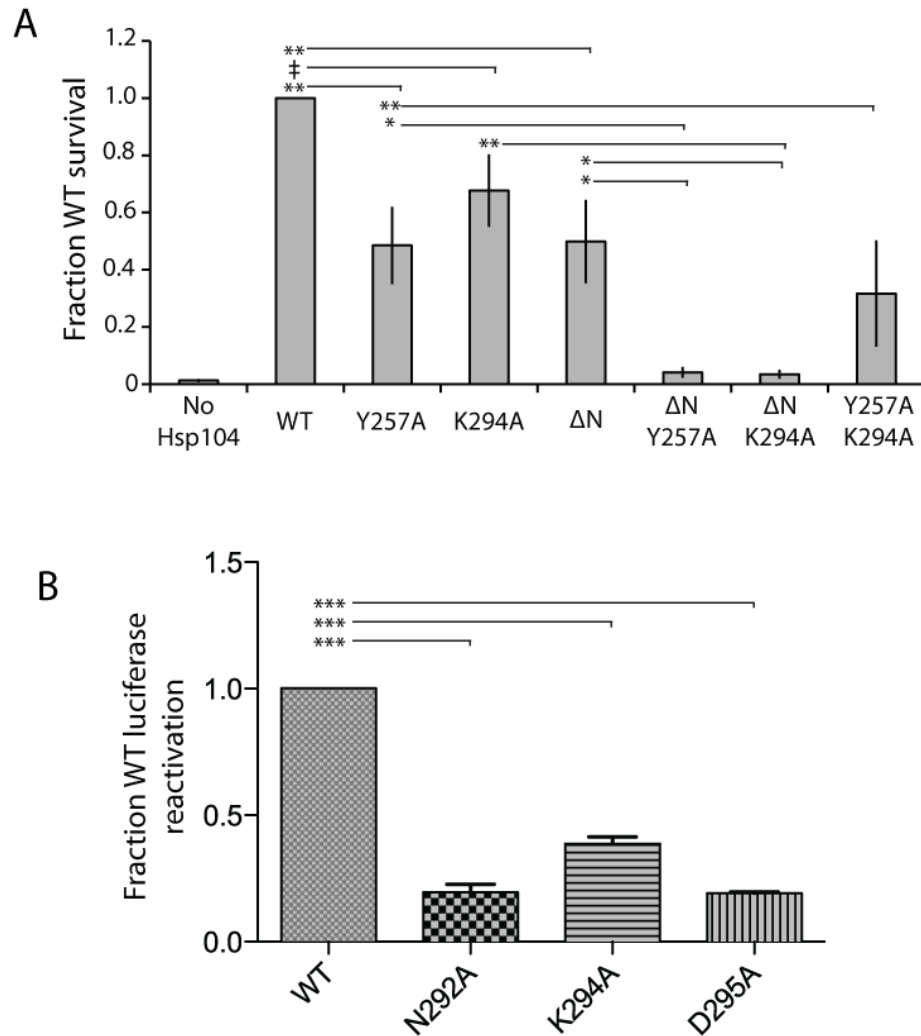 A
Fraction WT survival
1.2
1.0
0.8
0.6
0.4
0.2
0
**
‡
**
**
*
**
*
*
No
Hsp104
WT
Y257A
K294A
ΔN
ΔN
Y257A
ΔN
K294A
Y257A
K294A
B
Fraction WT luciferase
reactivation
1.5
1.0
0.5
0.0
***
***
***
WT
N292A
K294A
D295A